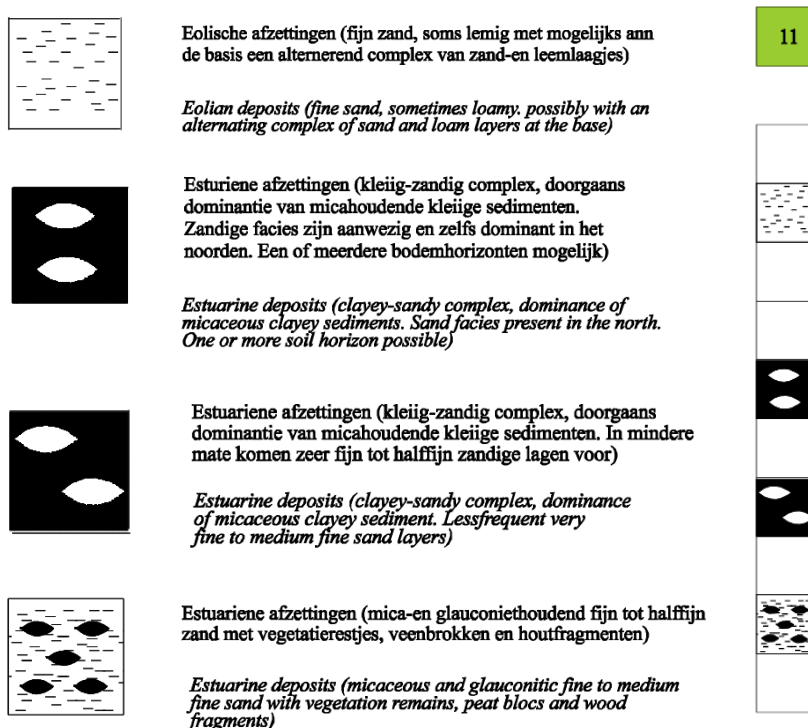 Eolische afzettingen (fijn zand, soms lemig met mogelijks ann
de basis een alternerend complex van zand-en leemlaagjes)
Eolian deposits (fine sand, sometimes loamy. possibly with an
alternating complex of sand and loam layers at the base)
Esturiene afzettingen (kleiig-zandig complex, doorgaans
dominantie van micahoudende kleiige sedimenten.
Zandige facies zijn aanwezig en zelfs dominant in het
noorden. Een of meerdere bodemhorizonten mogelijk)
Estuarine deposits (clayey-sandy complex, dominance of
micaceous clayey sediments. Sand facies present in the north.
One or more soil horizon possible)
Estuariene afzettingen (kleiig-zandig complex, doorgaans
dominantie van micahoudende kleiige sedimenten. In mindere
mate komen zeer fijn tot halffijn zandige lagen voor)
Estuarine deposits (clayey-sandy complex, dominance
of micaceous clayey sediment. Lessfrequent very
fine to medium fine sand layers)
Estuariene afzettingen (mica-en glauconiethoudend fijn tot halffijn
zand met vegetatierestjes, veenbrokken en houtfragmenten)
Estuarine deposits (micaceous and glauconitic fine to medium
fine sand with vegetation remains, peat blocs and wood
fragments)
11